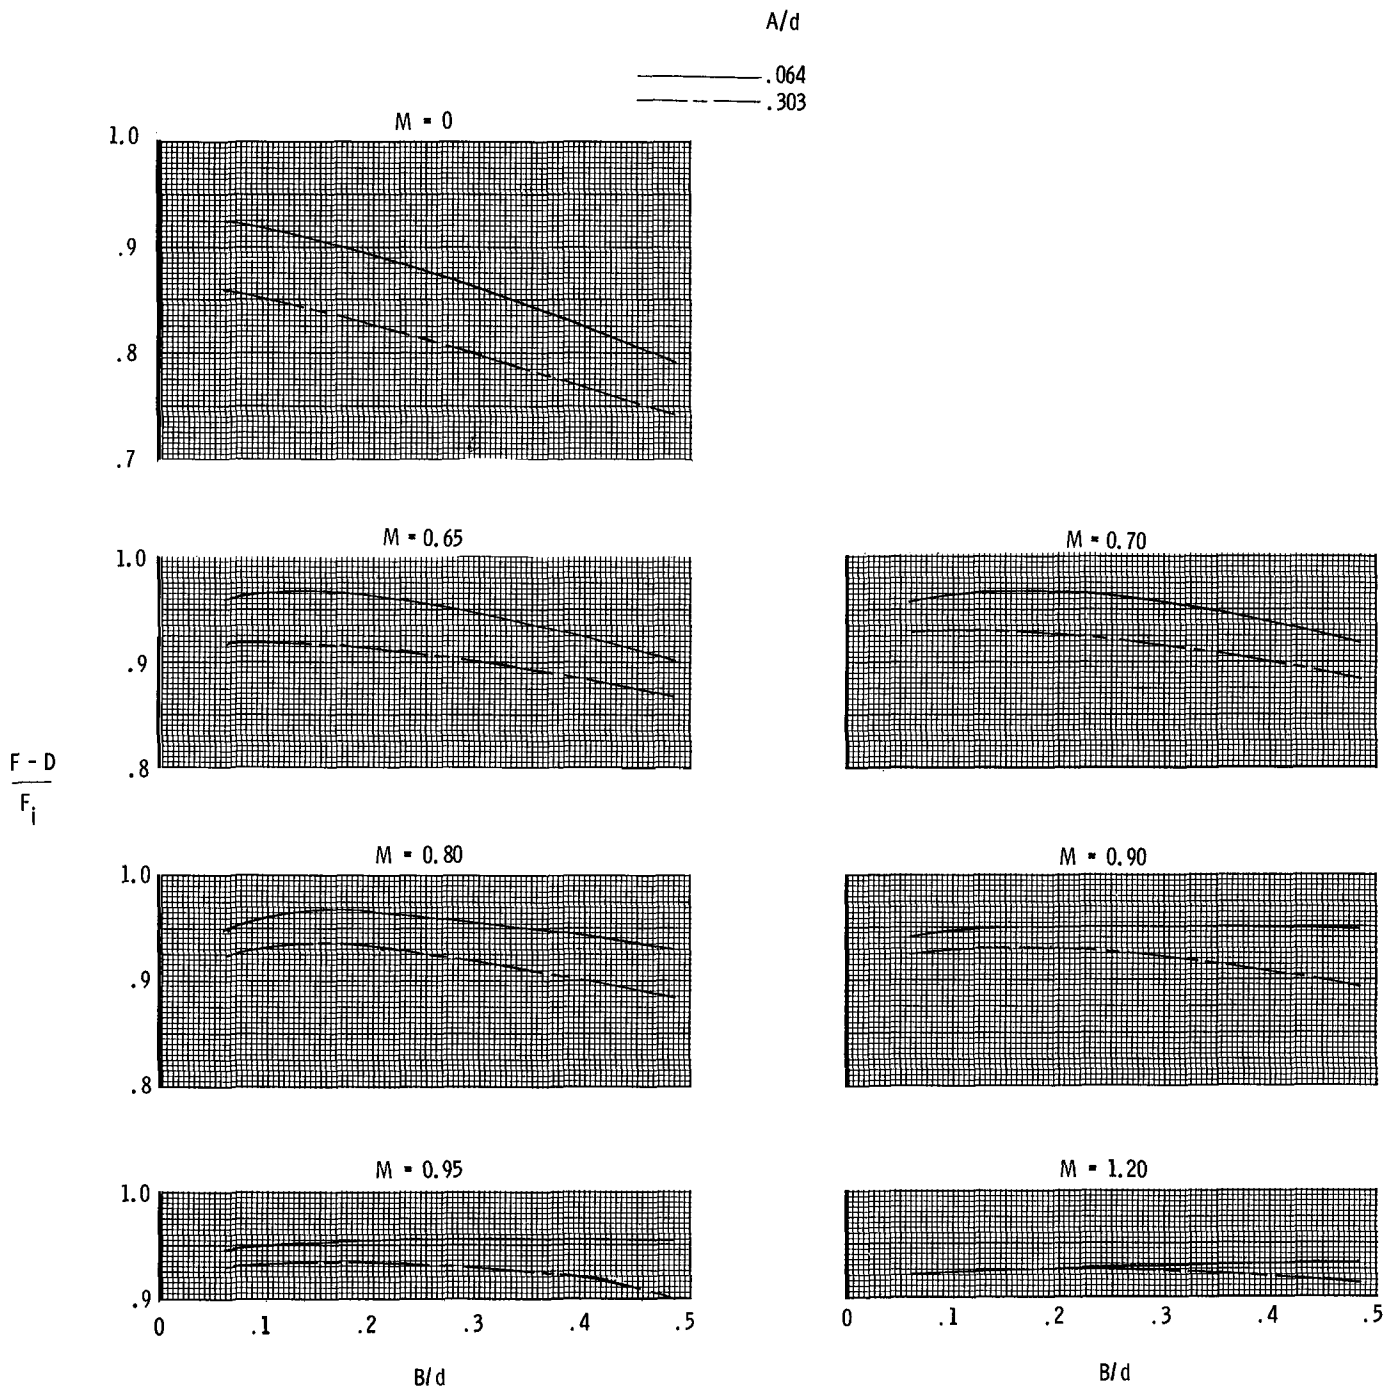 A/d
.064
.303
M = 0
1.0
.9
.8
.7
M = 0.65
1.0
.9
.8
M = 0.70
F - D
Fi
M = 0.80
1.0
.9
.8
M = 0.90
M = 0.95
1.0
.9
0 .1 .2 .3 .4 .5
B/d
M = 1.20
0 .1 .2 .3 .4 .5
B/d